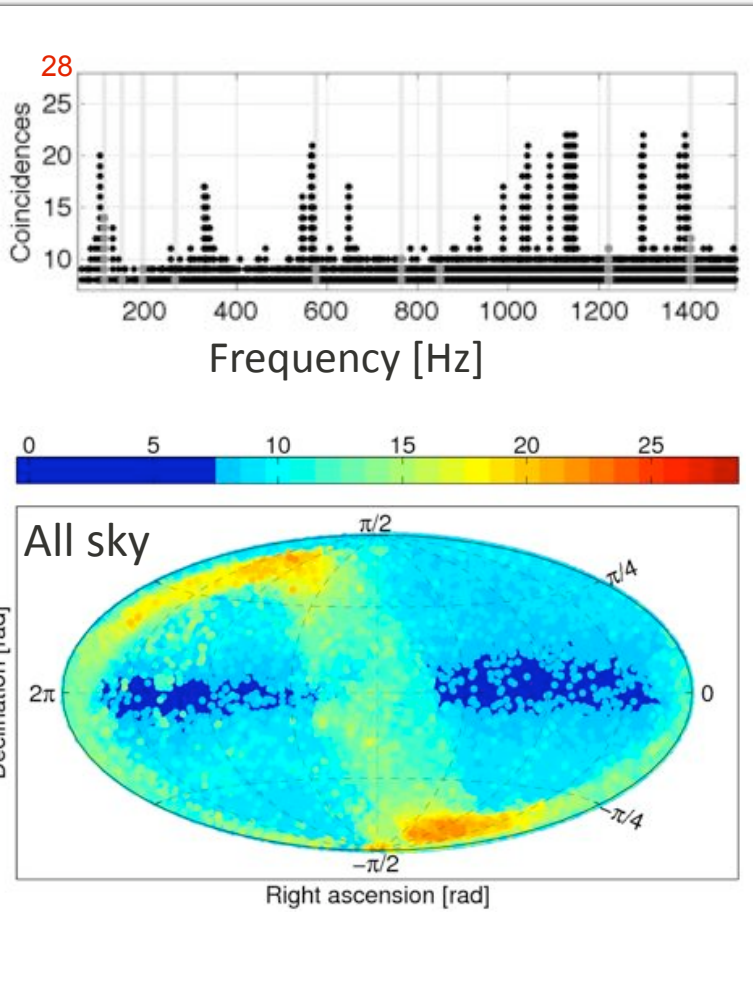 28
25
20
15
10
Coincidences
200 400 600 800 1000 1200 1400
Frequency [Hz]
0 5 10 15 20 25
All sky
π/2
π/4
2π
0
−π/4
−π/2
[rad]
Right ascension [rad]